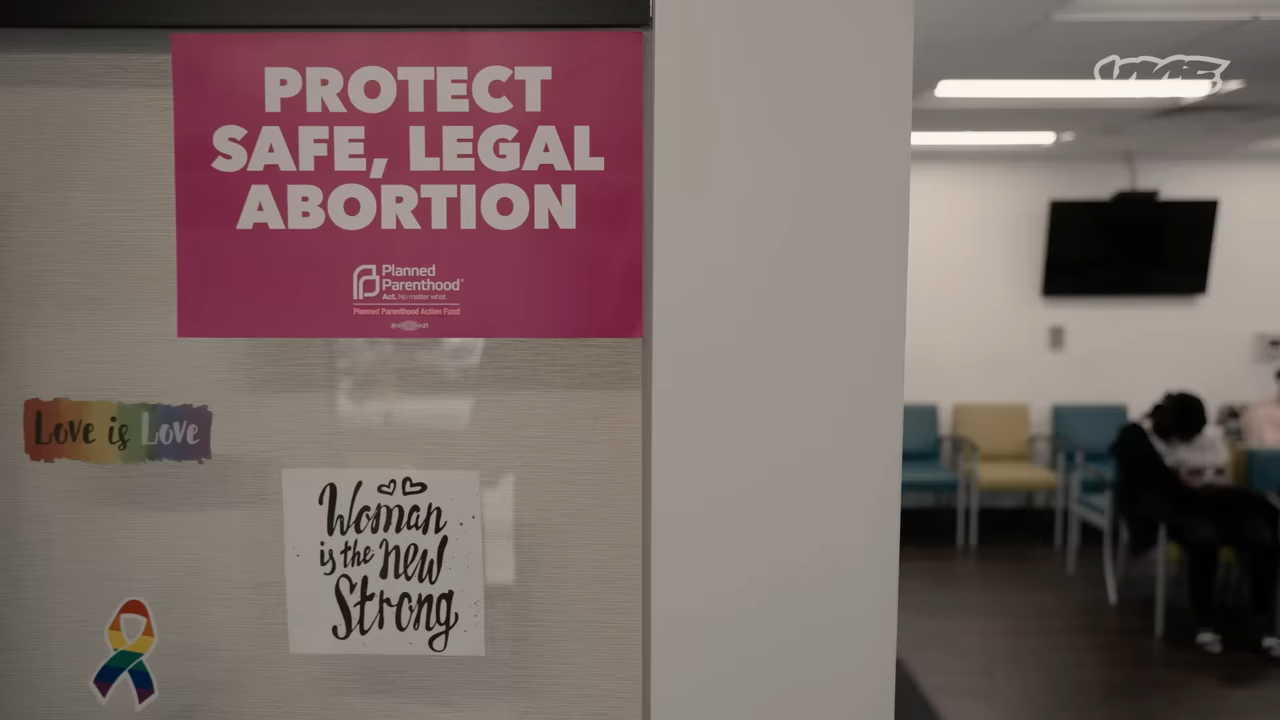 PROTECT
SAFE, LEGAL
ABORTION
Planned
Parenthood®
Act. No matter what
Planned Parenthood Action Fund
Love is Love
Woman
is the new
Strong
VICE